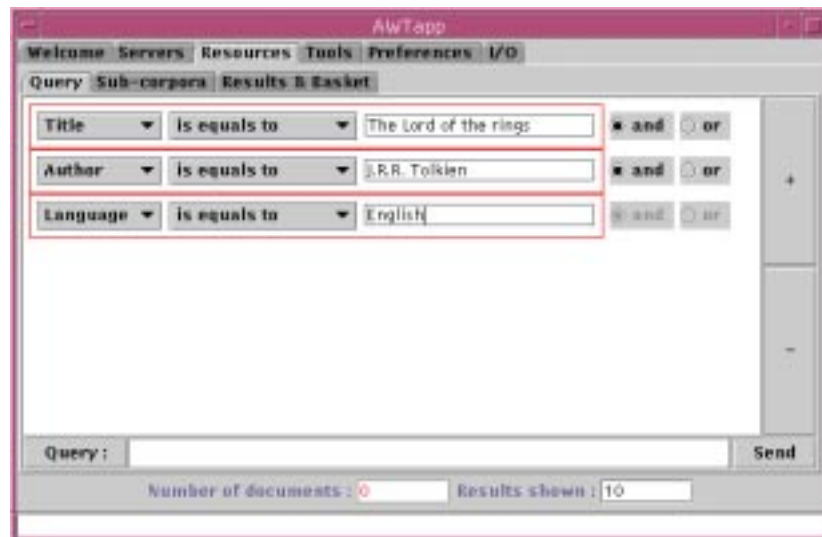 AWTapp
Welcome Servers Resources Tools Preferences I/O
Query Sub-corpora Results & Basket
Title is equals to The Lord of the rings and or
Author is equals to J.R.R. Tolkien and or +
Language is equals to English and or
-
Query : Send
Number of documents : 0 Results shown : 10